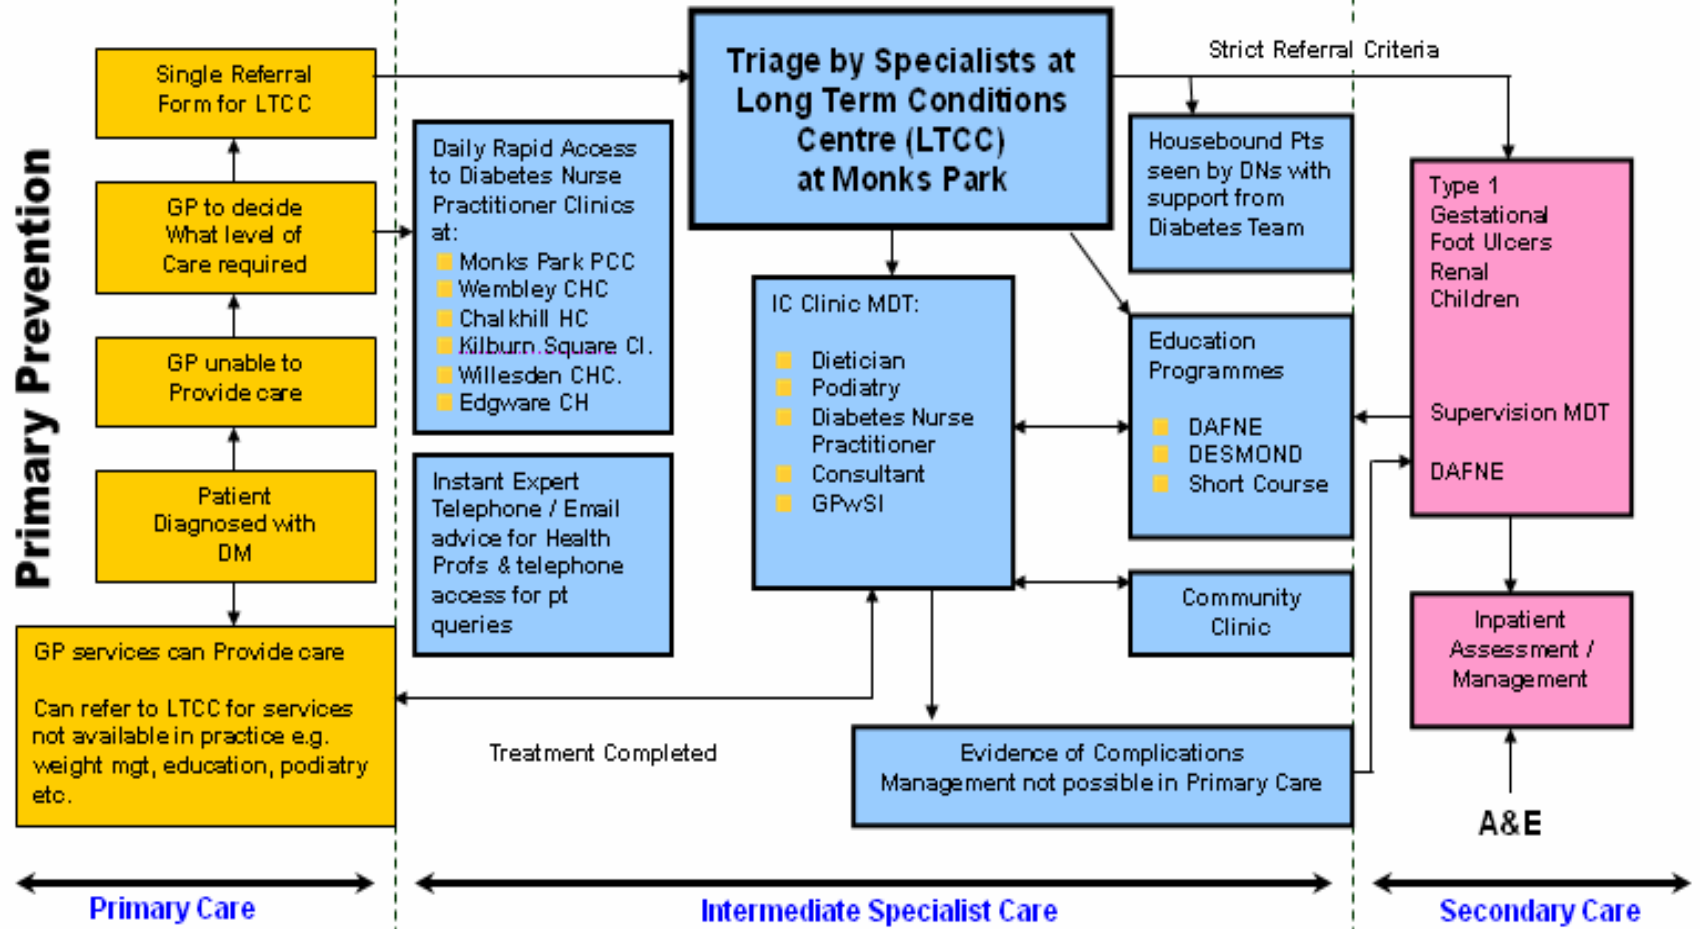 Primary Prevention
Single Referral
Form for LTCC
GP to decide
What level of
Care required
GP unable to
Provide care
Patient
Diagnosed with
DM
GP services can Provide care
Can refer to LTCC for services
not available in practice e.g.
weight mgt, education, podiatry
etc.
Daily Rapid Access
to Diabetes Nurse
Practitioner Clinics
at:
Monks Park PCC
Wembley CHC
Chalkhill HC
Kilburn Square Cl.
Willesden CHC.
Edgware CH
Instant Expert
Telephone / Email
advice for Health
Profs & telephone
access for pt
queries
Treatment Completed
Triage by Specialists at
Long Term Conditions
Centre (LTCC)
at Monks Park
IC Clinic MDT:
Dietician
Podiatry
Diabetes Nurse
Practitioner
Consultant
GPwSI
Strict Referral Criteria
Housebound Pts
seen by DNs with
support from
Diabetes Team
Education
Programmes
DAFNE
DESMOND
Short Course
Community
Clinic
Evidence of Complications
Management not possible in Primary Care
Type 1
Gestational
Foot Ulcers
Renal
Children
Supervision MDT
DAFNE
Inpatient
Assessment /
Management
A&E
Primary Care
Intermediate Specialist Care
Secondary Care